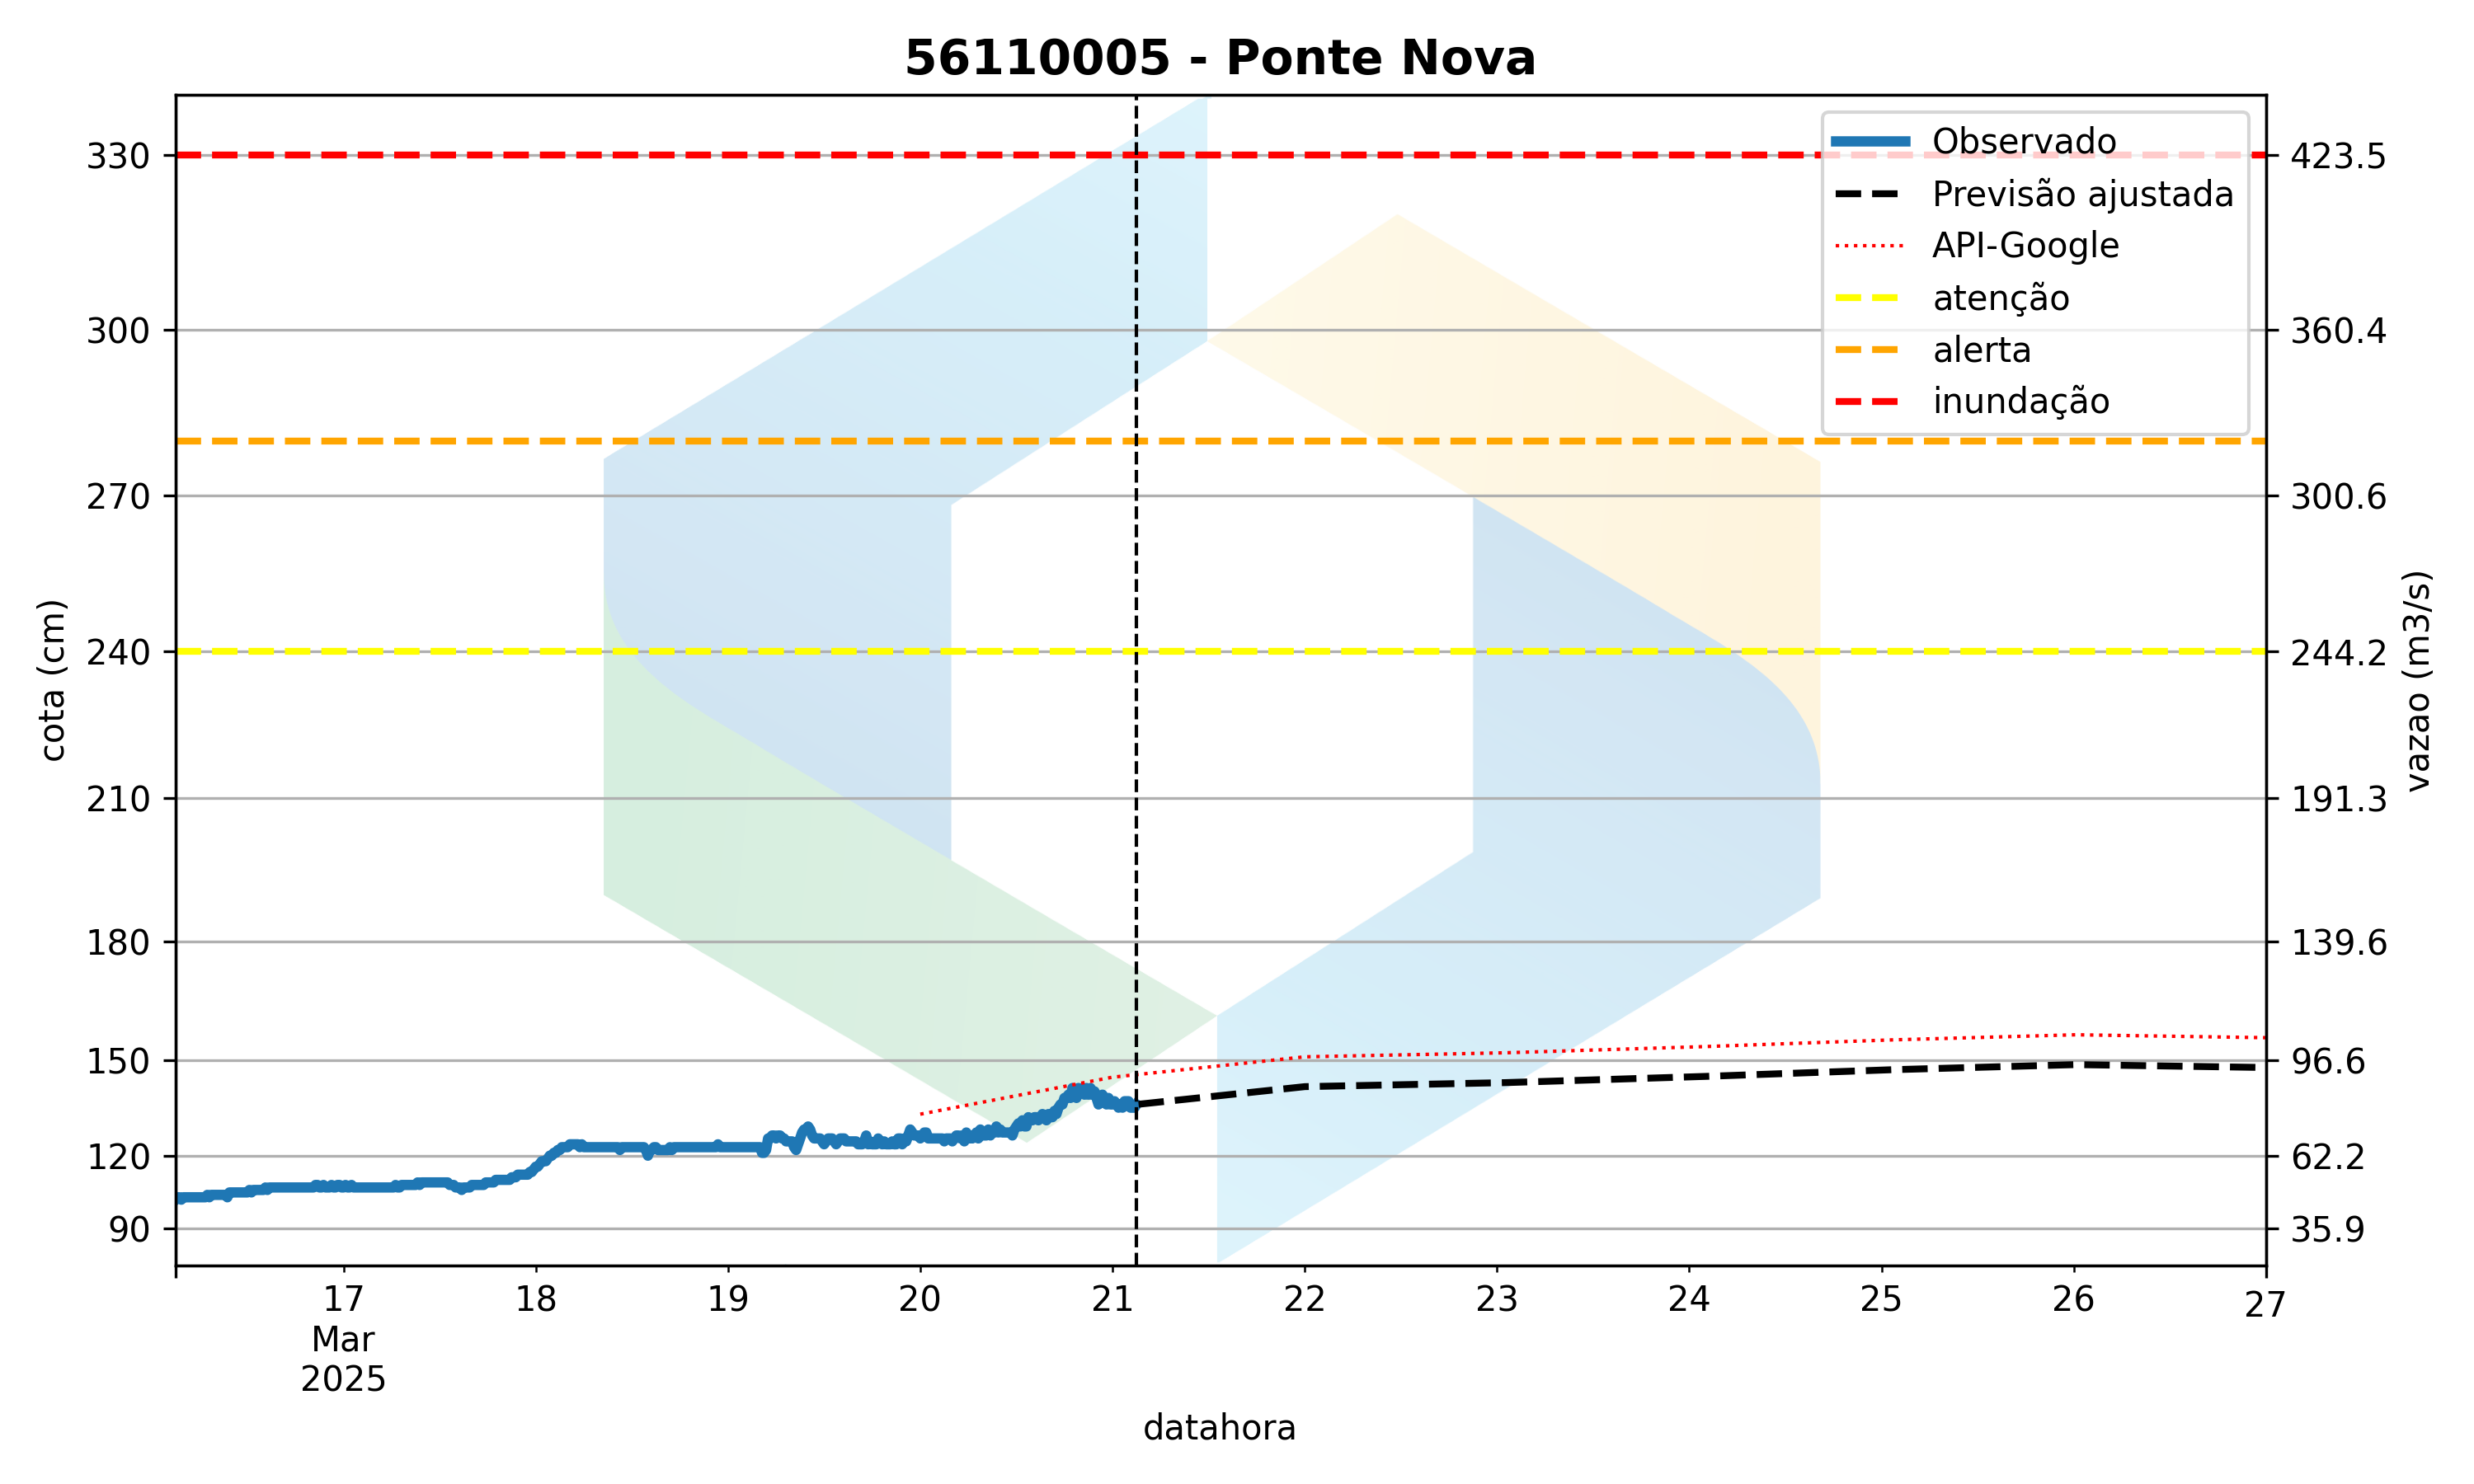 56110005 - Ponte Nova
Observado
Previsão ajustada
API-Google
atenção
alerta
inundação
cota (cm)
330
300
270
240
210
180
150
120
90
423.5
360.4
300.6
244.2
191.3
139.6
96.6
62.2
35.9
vazao (m3/s)
17 18 19 20 21 22 23 24 25 26 27
Mar
2025
datahora